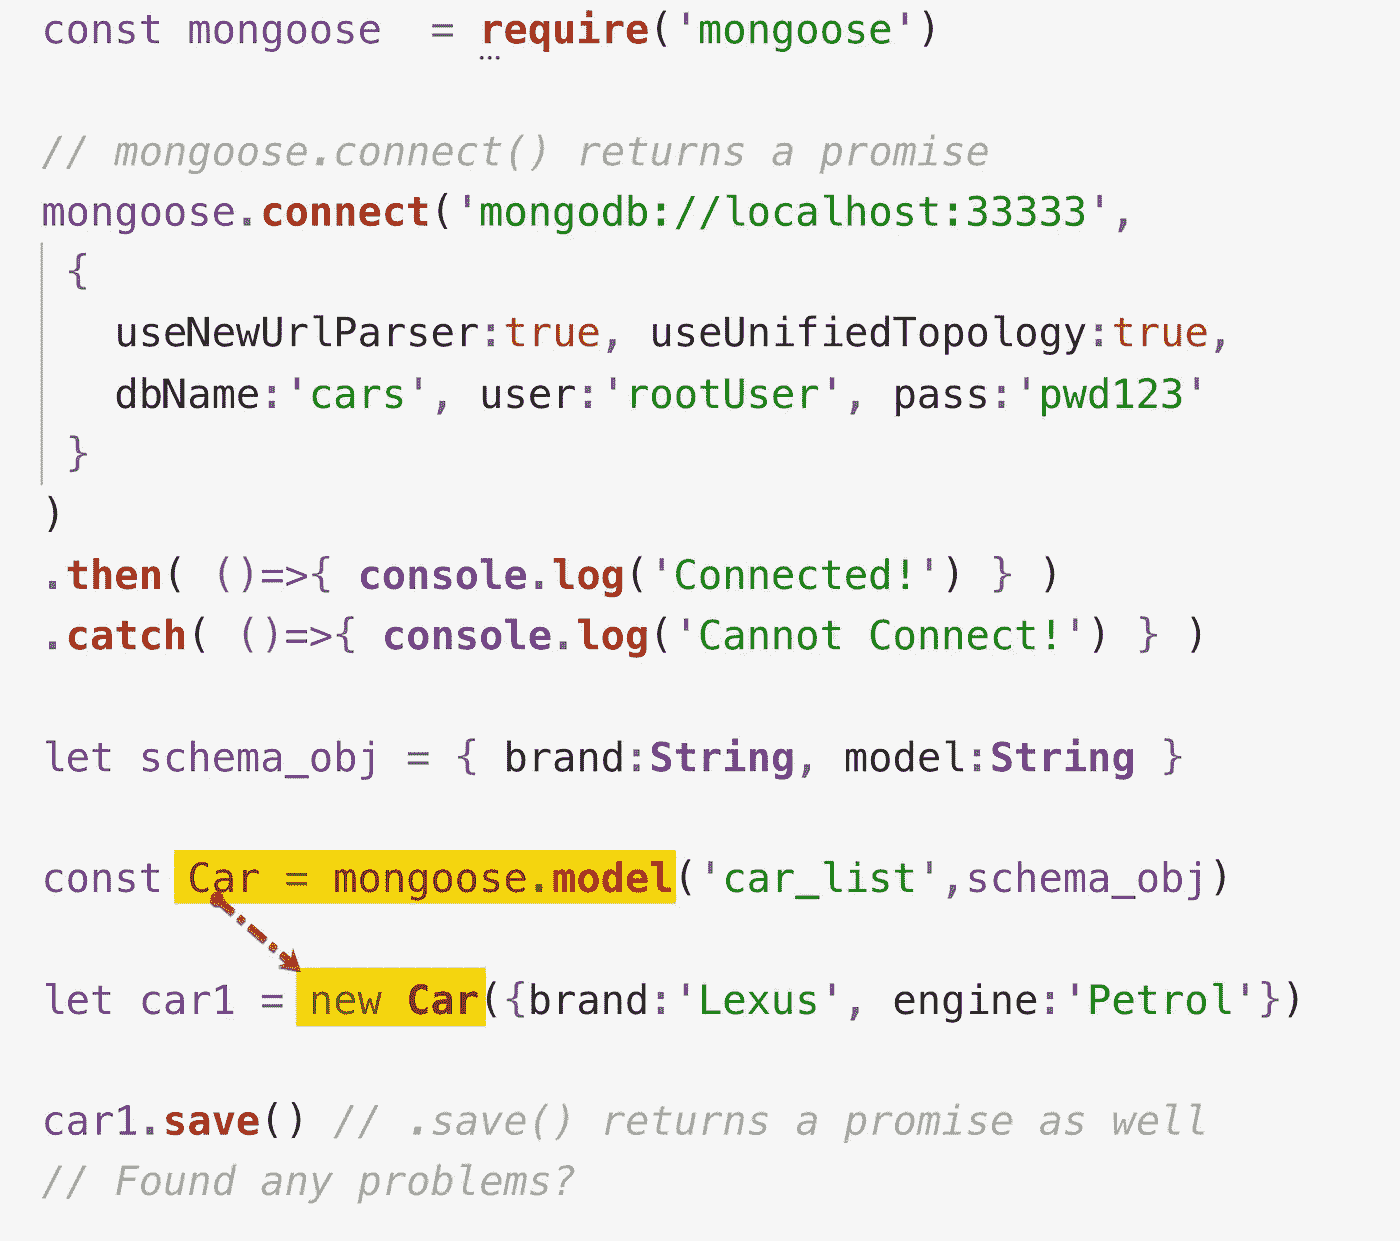 const mongoose  = require('mongoose')
// mongoose.connect() returns a promise
mongoose.connect('mongodb://localhost:33333',
 {
   useNewUrlParser:true, useUnifiedTopology:true,
   dbName:'cars', user:'rootUser', pass:'pwd123'
 }
)
.then( ()=>{ console.log('Connected!') } )
.catch( ()=>{ console.log('Cannot Connect!') } )
let schema_obj = { brand:String, model:String }
const Car = mongoose.model('car_list',schema_obj)
let car1 = new Car({brand:'Lexus', engine:'Petrol'})
car1.save() // .save() returns a promise as well
// Found any problems?